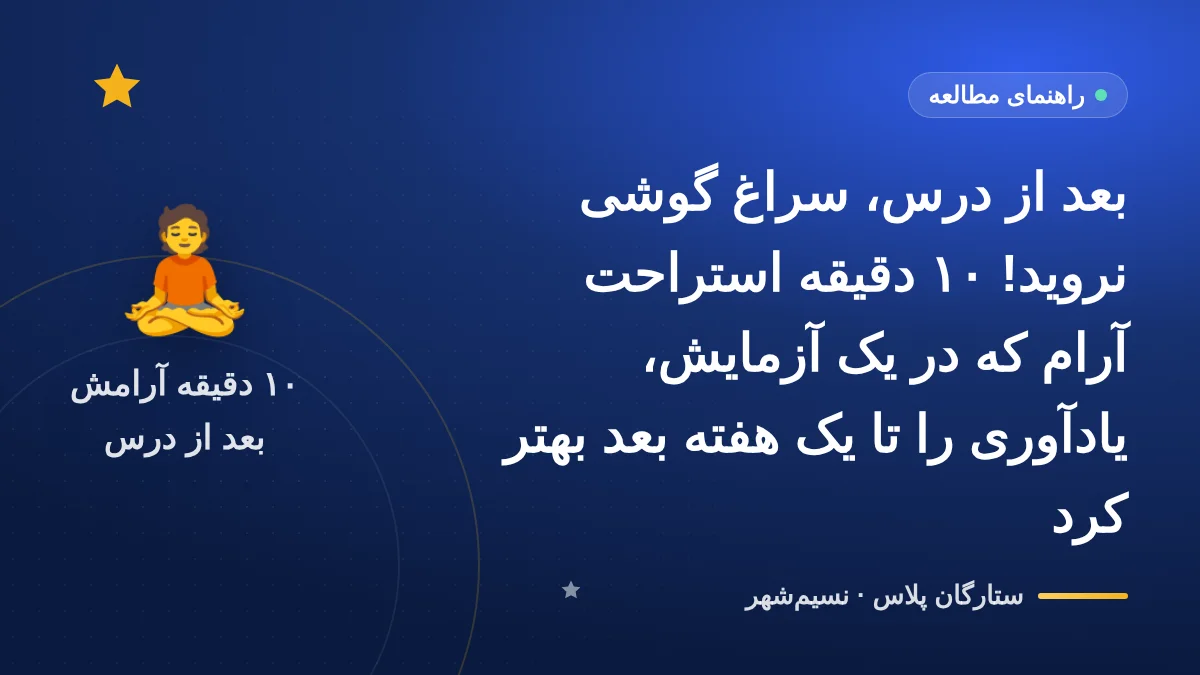 راهنمای مطالعه
بعد از درس، سراغ گوشی
نروید! ۱۰ دقیقه استراحت
آرام که در یک آزمایش،
یادآوری را تا یک هفته بعد بهتر
کرد
۱۰ دقیقه آرامش
بعد از درس
ستارگان پلاس · نسیم‌شهر